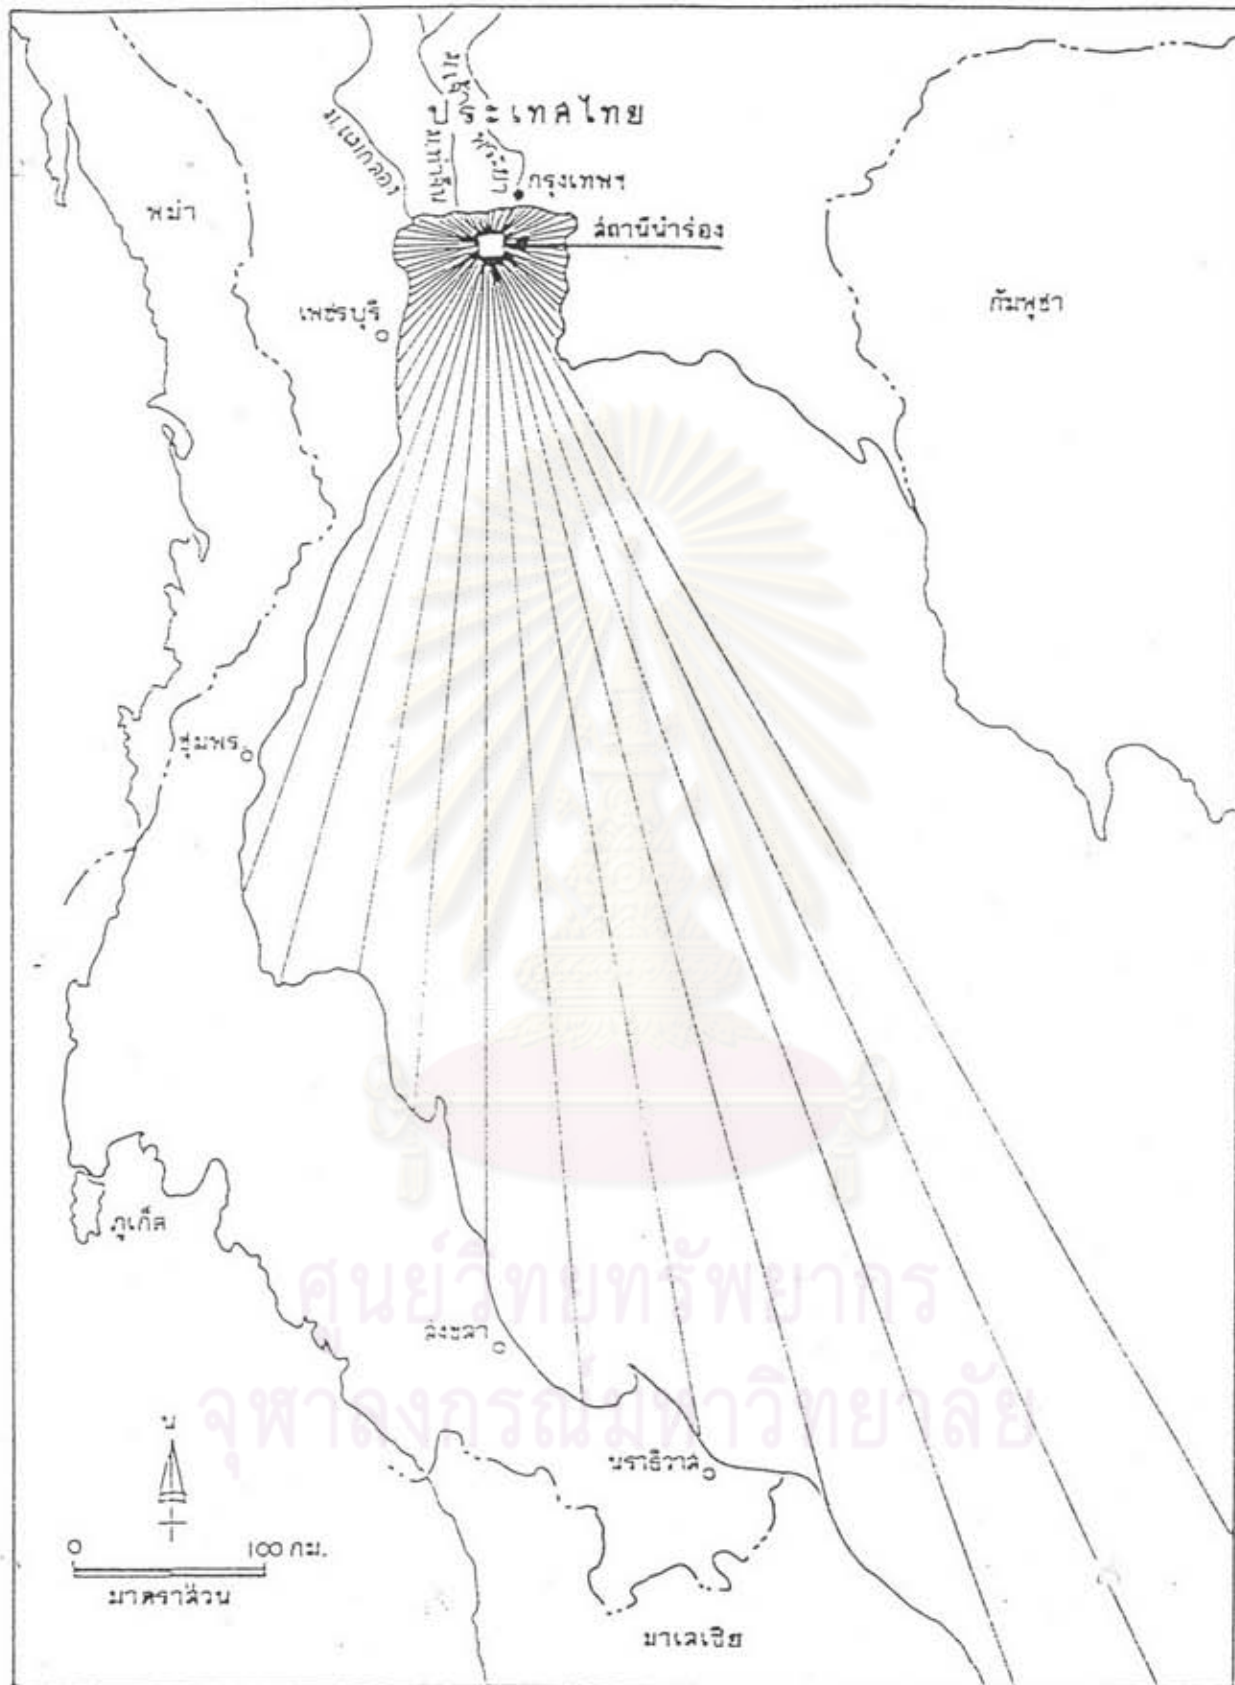 ประเทศไทย
ม.แม่กลอง
ม.ท่าจีน
ม.เจ้าพระยา
กรุงเทพฯ
พม่า
สถานีนำร่อง
เพชรบุรี
กัมพูชา
ชุมพร
ภูเก็ต
ศูนย์วิทยทรัพยากร
สงขลา
จุฬาลงกรณ์มหาวิทยาลัย
น
นราธิวาส
0 100 กม.
มาตราส่วน
มาเลเซีย